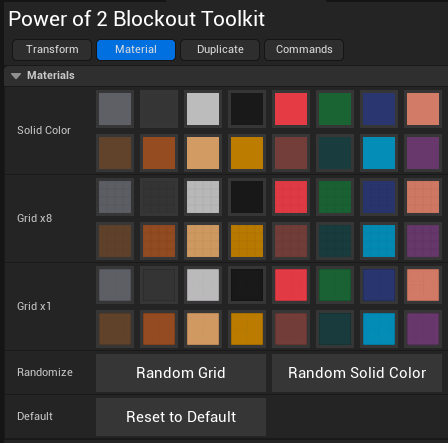 Power of 2 Blockout Toolkit
Transform Material Duplicate Commands
Materials
Solid Color
Grid x8
Grid x1
Randomize Random Grid Random Solid Color
Default Reset to Default